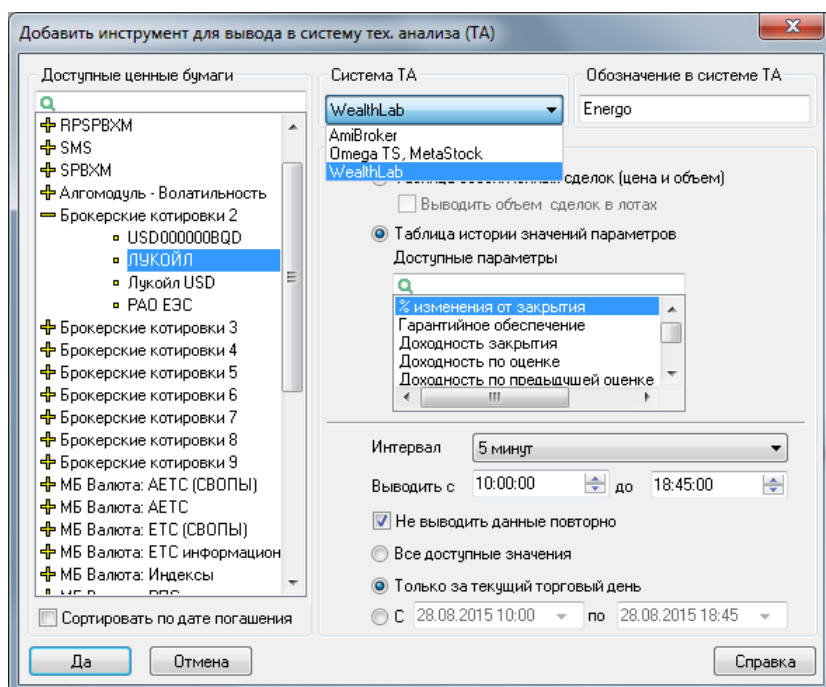 Добавить инструмент для вывода в систему тех. анализа (ТА)
Доступные ценные бумаги
RPSPBXM
SMS
SPBXM
Алгомодуль - Волатильность
Брокерские котировки 2
USD000000BQD
ЛУКОЙЛ
Лукойл USD
РАО ЕЭС
Брокерские котировки 3
Брокерские котировки 4
Брокерские котировки 5
Брокерские котировки 6
Брокерские котировки 7
Брокерские котировки 8
Брокерские котировки 9
МБ Валюта: АЕТС (СВОПЫ)
МБ Валюта: АЕТС
МБ Валюта: ЕТС (СВОПЫ)
МБ Валюта: ЕТС информацион
МБ Валюта: Индексы
Сортировать по дате погашения
Система ТА
WealthLab
AmiBroker
Omega TS, MetaStock
WealthLab
Обозначение в системе ТА
Energo
сделок (цена и объем)
Выводить объем сделок в лотах
Таблица истории значений параметров
Доступные параметры
% изменения от закрытия
Гарантийное обеспечение
Доходность закрытия
Доходность по оценке
Доходность по предыдущей оценке
Интервал 5 минут
Выводить с 10:00:00 до 18:45:00
Не выводить данные повторно
Все доступные значения
Только за текущий торговый день
С 28.08.2015 10:00 по 28.08.2015 18:45
Да Отмена Справка